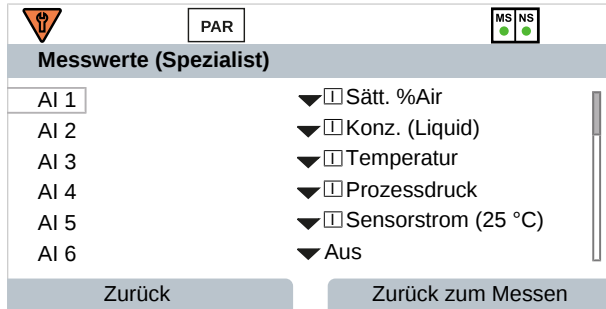 PAR
MS NS
Messwerte (Spezialist)
AI 1 I Sätt. %Air
AI 2 I Konz. (Liquid)
AI 3 I Temperatur
AI 4 I Prozessdruck
AI 5 I Sensorstrom (25 °C)
AI 6 Aus
Zurück Zurück zum Messen